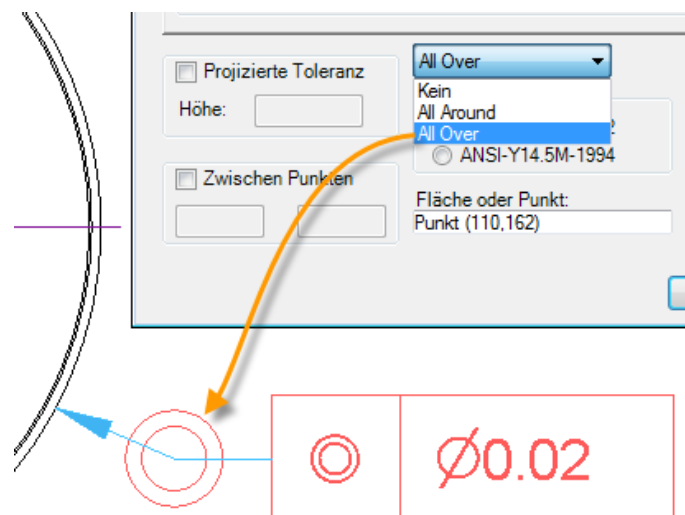 Projizierte Toleranz
All Over
Höhe:
Kein
All Around
All Over
ANSI-Y14.5M-1994
Zwischen Punkten
Fläche oder Punkt:
Punkt (110,162)
Ø0.02